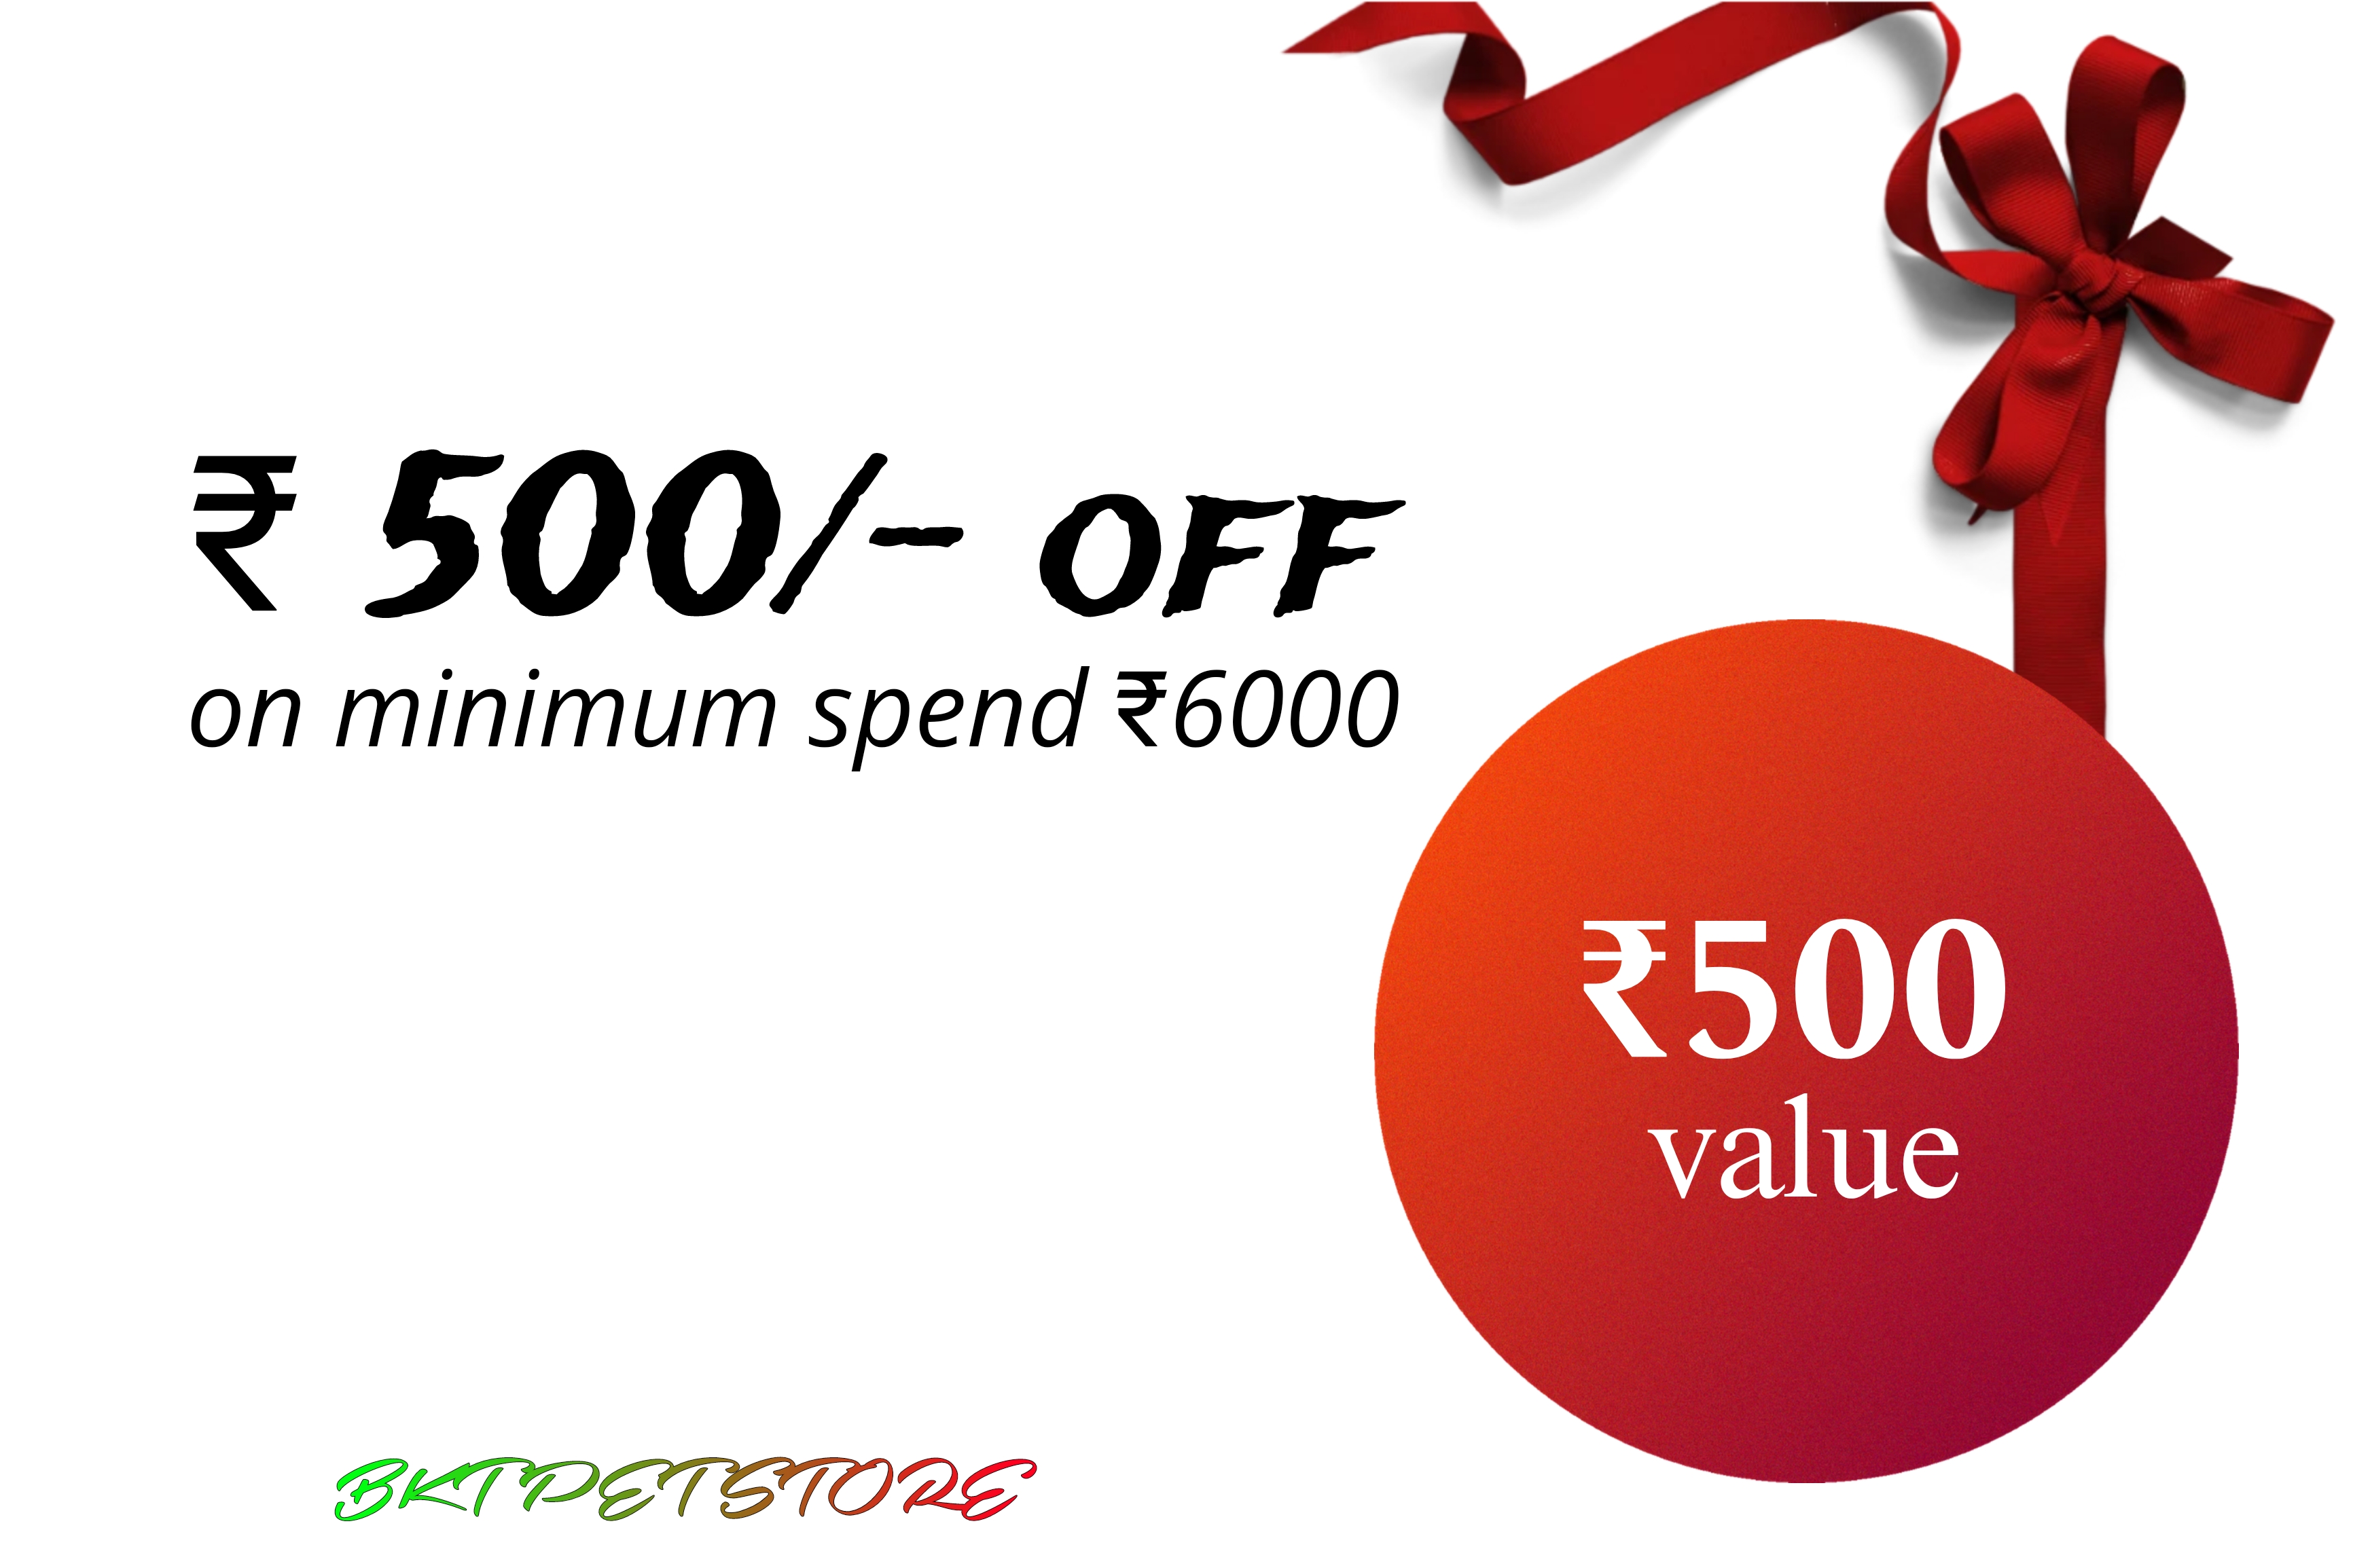 ₹ 500/- OFF
on minimum spend ₹6000
₹500
value
BKTPETSTORE